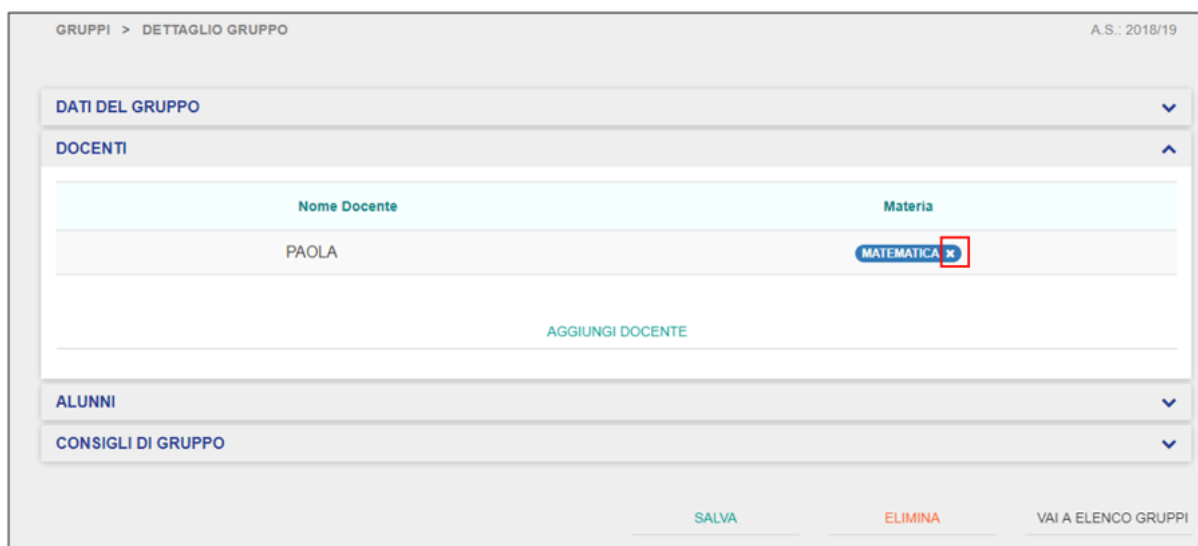 GRUPPI > DETTAGLIO GRUPPO A.S.: 2018/19
DATI DEL GRUPPO
DOCENTI
Nome Docente Materia
PAOLA MATEMATICA ×
AGGIUNGI DOCENTE
ALUNNI
CONSIGLI DI GRUPPO
SALVA ELIMINA VAI A ELENCO GRUPPI